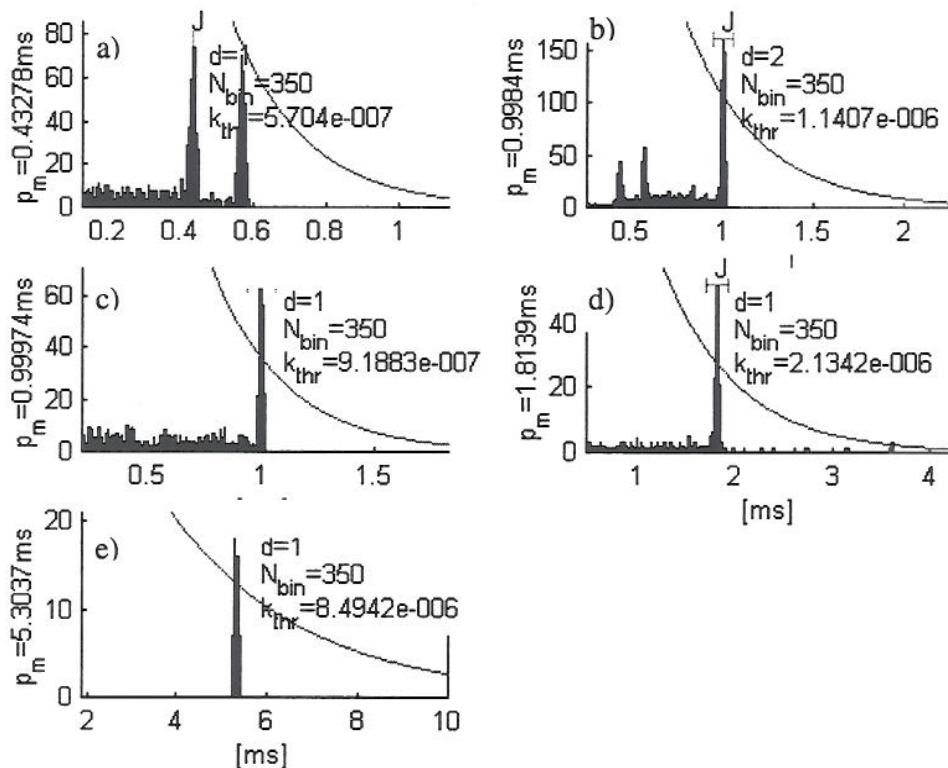 a)
J
d=1
N_bin=350
k_thr=5.704e-007
p_m=0.43278ms
80
60
40
20
0
0.2 0.4 0.6 0.8 1
b)
J
d=2
N_bin=350
k_thr=1.1407e-006
p_m=0.9984ms
150
100
50
0
0.5 1 1.5 2
c)
d=1
N_bin=350
k_thr=9.1883e-007
p_m=0.99974ms
60
40
20
0
0.5 1 1.5
d)
J
d=1
N_bin=350
k_thr=2.1342e-006
p_m=1.8139ms
40
20
0
1 2 3 4
[ms]
e)
d=1
N_bin=350
k_thr=8.4942e-006
p_m=5.3037ms
20
10
0
2 4 6 8 10
[ms]